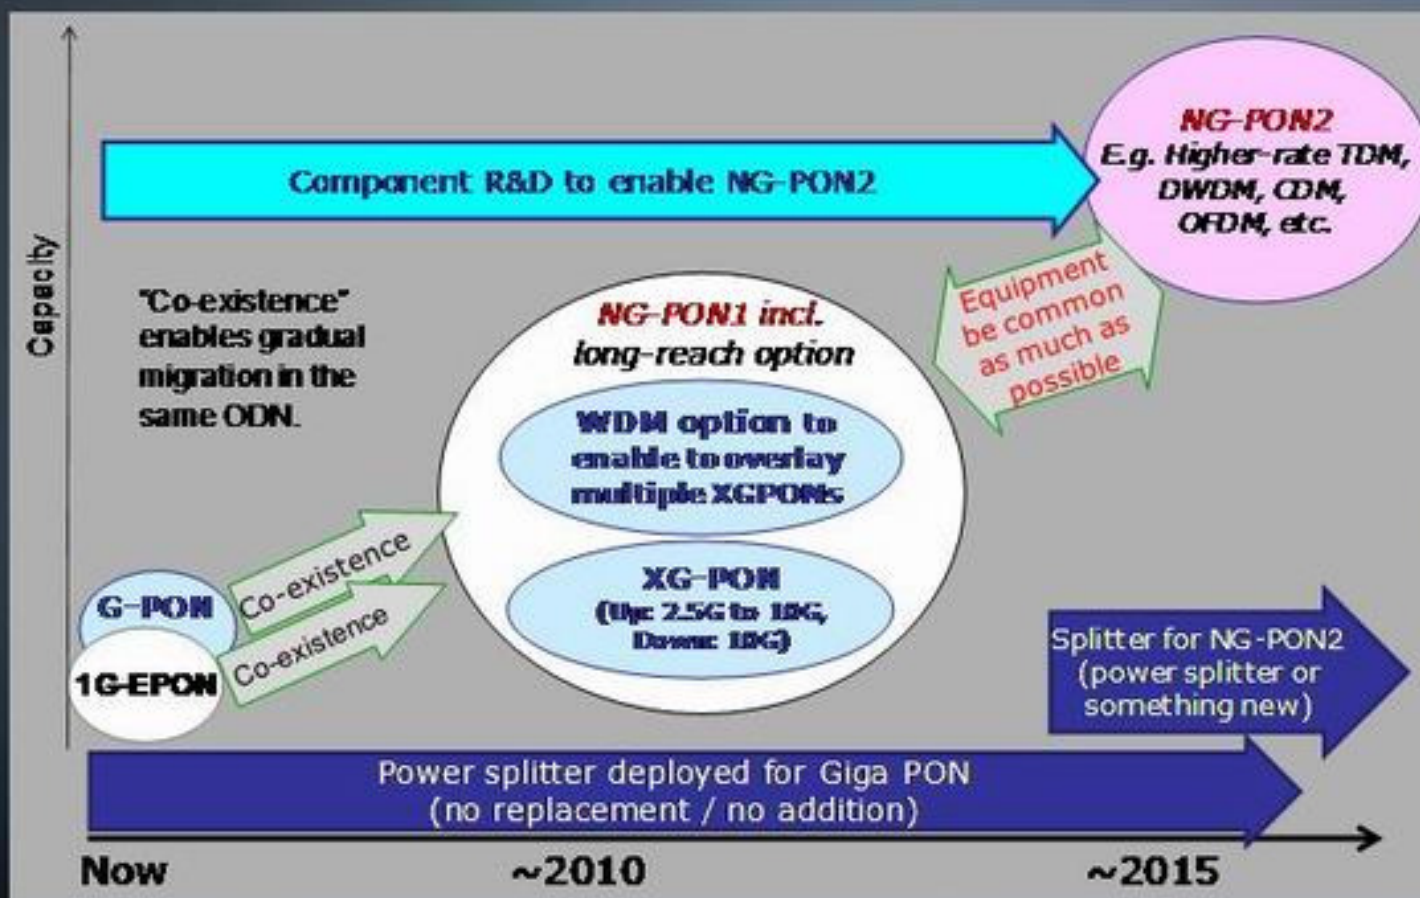 Capacity
Component R&D to enable NG-PON2
NG-PON2
E.g. Higher-rate TDM,
DWDM, CDM,
OFDM, etc.
"Co-existence"
enables gradual
migration in the
same ODN.
NG-PON1 incl.
long-reach option
WDM option to
enable to overlay
multiple XGPONs
XG-PON
(Up: 2.5G to 10G,
Down: 10G)
Equipment
be common
as much as
possible
G-PON
1G-EPON
Co-existence
Co-existence
Splitter for NG-PON2
(power splitter or
something new)
Power splitter deployed for Giga PON
(no replacement / no addition)
Now
~2010
~2015